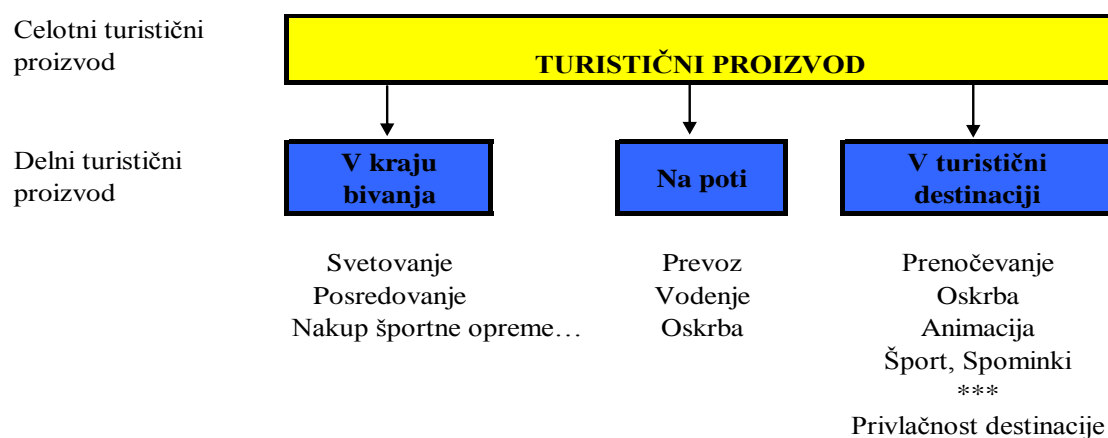 Celotni turistični
proizvod
TURISTIČNI PROIZVOD
Delni turistični
proizvod
V kraju
bivanja
Na poti
V turistični
destinaciji
Svetovanje
Posredovanje
Nakup športne opreme…
Prevoz
Vodenje
Oskrba
Prenočevanje
Oskrba
Animacija
Šport, Spominki
***
Privlačnost destinacije